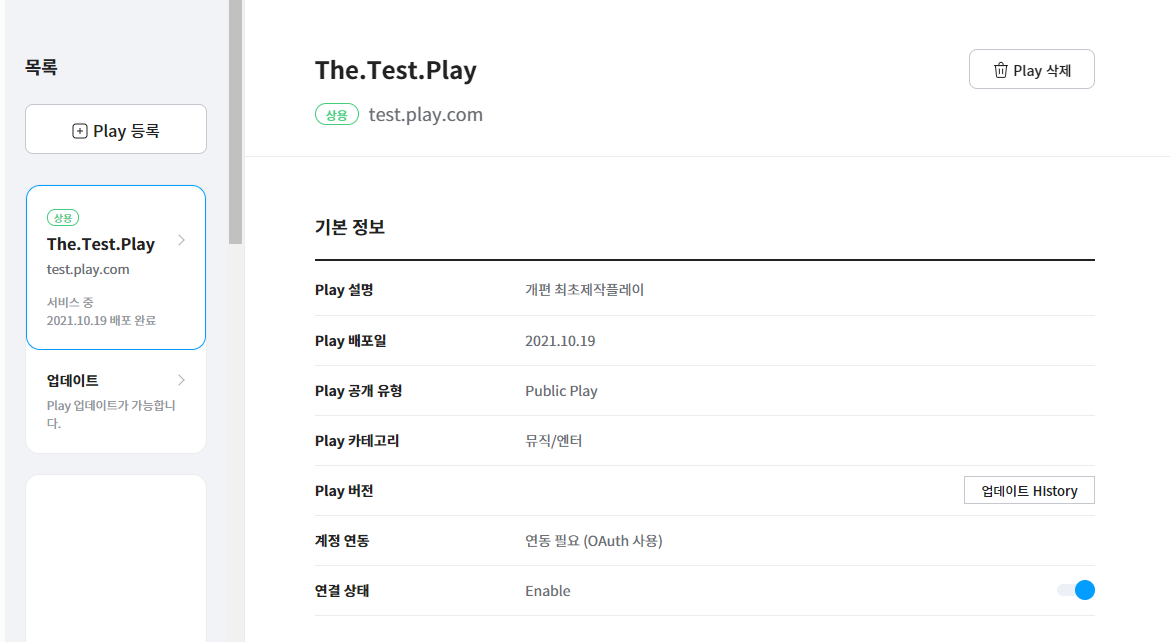 목록
Play 등록
상용
The.Test.Play
test.play.com
서비스 중
2021.10.19 배포 완료
업데이트
Play 업데이트가 가능합니
다.
The.Test.Play
Play 삭제
상용 test.play.com
기본 정보
Play 설명 개편 최초제작플레이
Play 배포일 2021.10.19
Play 공개 유형 Public Play
Play 카테고리 뮤직/엔터
Play 버전 업데이트 History
계정 연동 연동 필요 (OAuth 사용)
연결 상태 Enable